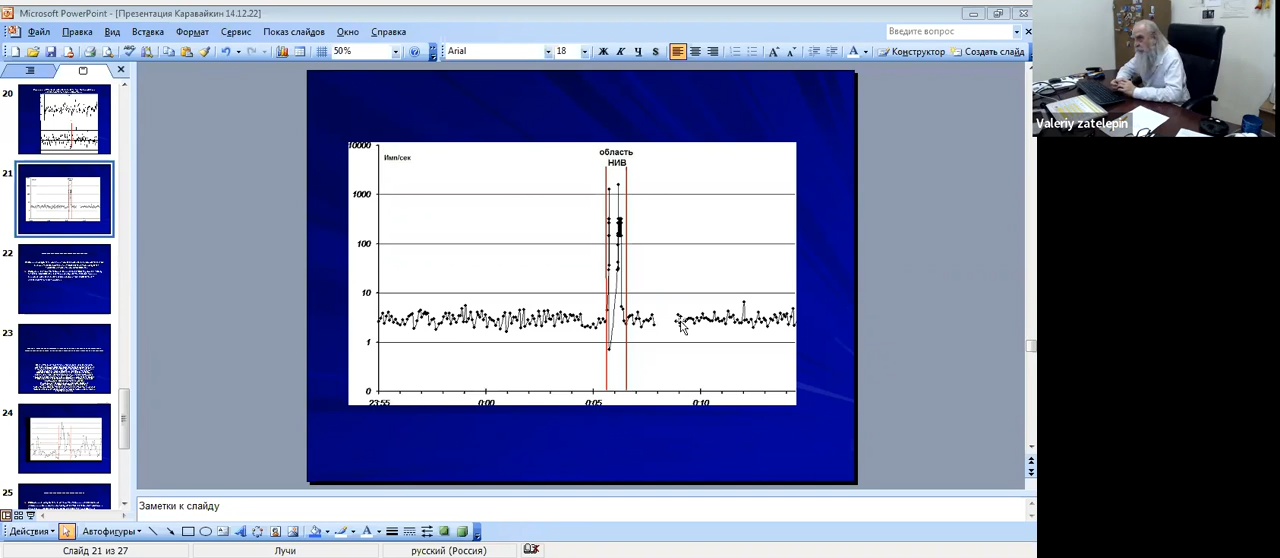 Microsoft PowerPoint - [Презентация Каравайкин 14.12.22]
Файл Правка Вид Вставка Формат Сервис Показ слайдов Окно Справка
Введите вопрос
50%
Arial
18
Ж К Ч S
Конструктор
Создать слайд
Valeriy zatelepin
20
21
22
23
24
25
область
НИВ
Имп/сек
10000
1000
100
10
1
0
23:55 0:00 0:05 0:10
Заметки к слайду
Действия
Автофигуры
Слайд 21 из 27
Лучи
русский (Россия)